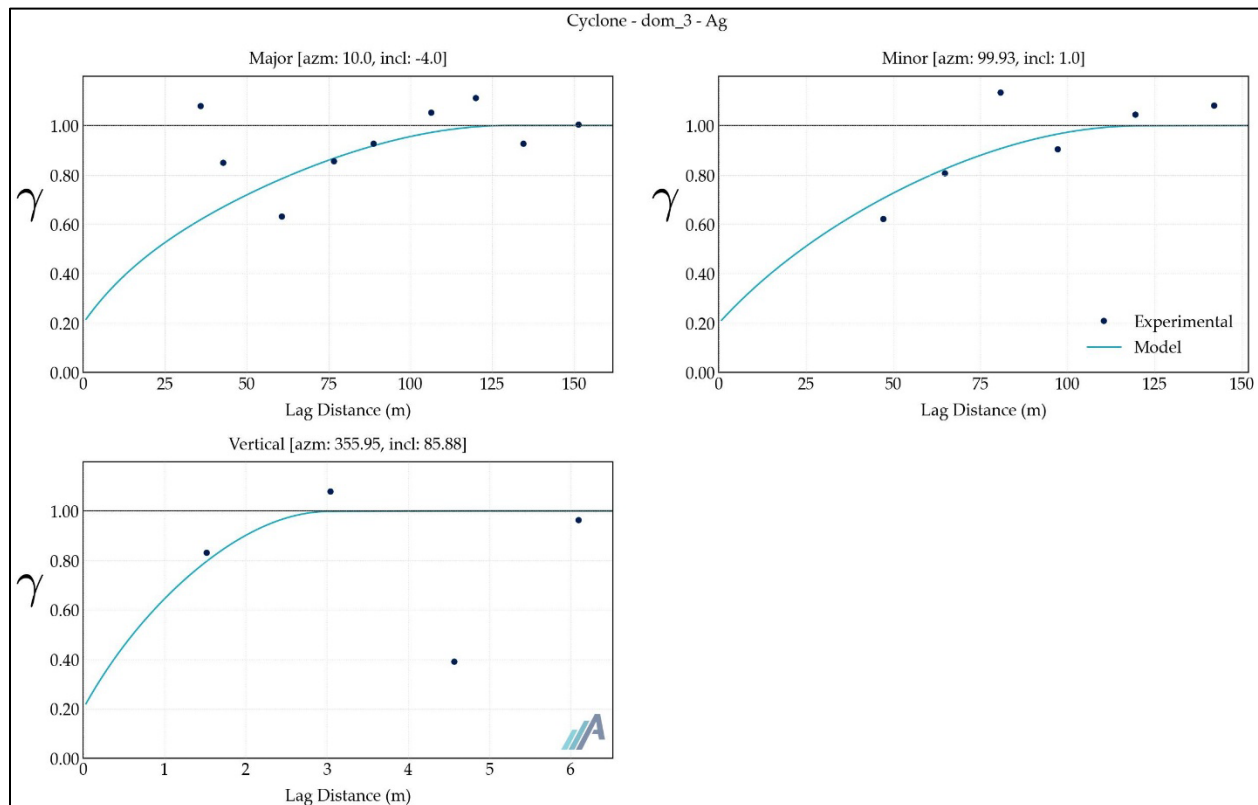 Cyclone - dom_3 - Ag
Major [azm: 10.0, incl: -4.0]
1.00
0.80
0.60
0.40
0.20
0.00
γ
0 25 50 75 100 125 150
Lag Distance (m)
Minor [azm: 99.93, incl: 1.0]
1.00
0.80
0.60
0.40
0.20
0.00
γ
Experimental
Model
0 25 50 75 100 125 150
Lag Distance (m)
Vertical [azm: 355.95, incl: 85.88]
1.00
0.80
0.60
0.40
0.20
0.00
γ
A
0 1 2 3 4 5 6
Lag Distance (m)